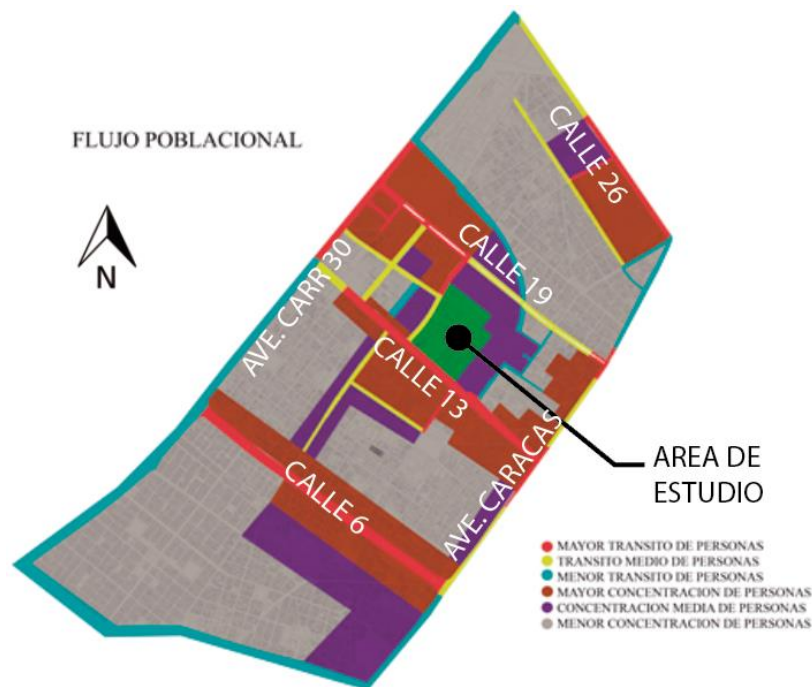 FLUJO POBLACIONAL
N
CALLE 26
CALLE 19
AVE. CARR 30
CALLE 13
AVE. CARACAS
CALLE 6
AREA DE
ESTUDIO
MAYOR TRANSITO DE PERSONAS
TRANSITO MEDIO DE PERSONAS
MENOR TRANSITO DE PERSONAS
MAYOR CONCENTRACION DE PERSONAS
CONCENTRACION MEDIA DE PERSONAS
MENOR CONCENTRACION DE PERSONAS